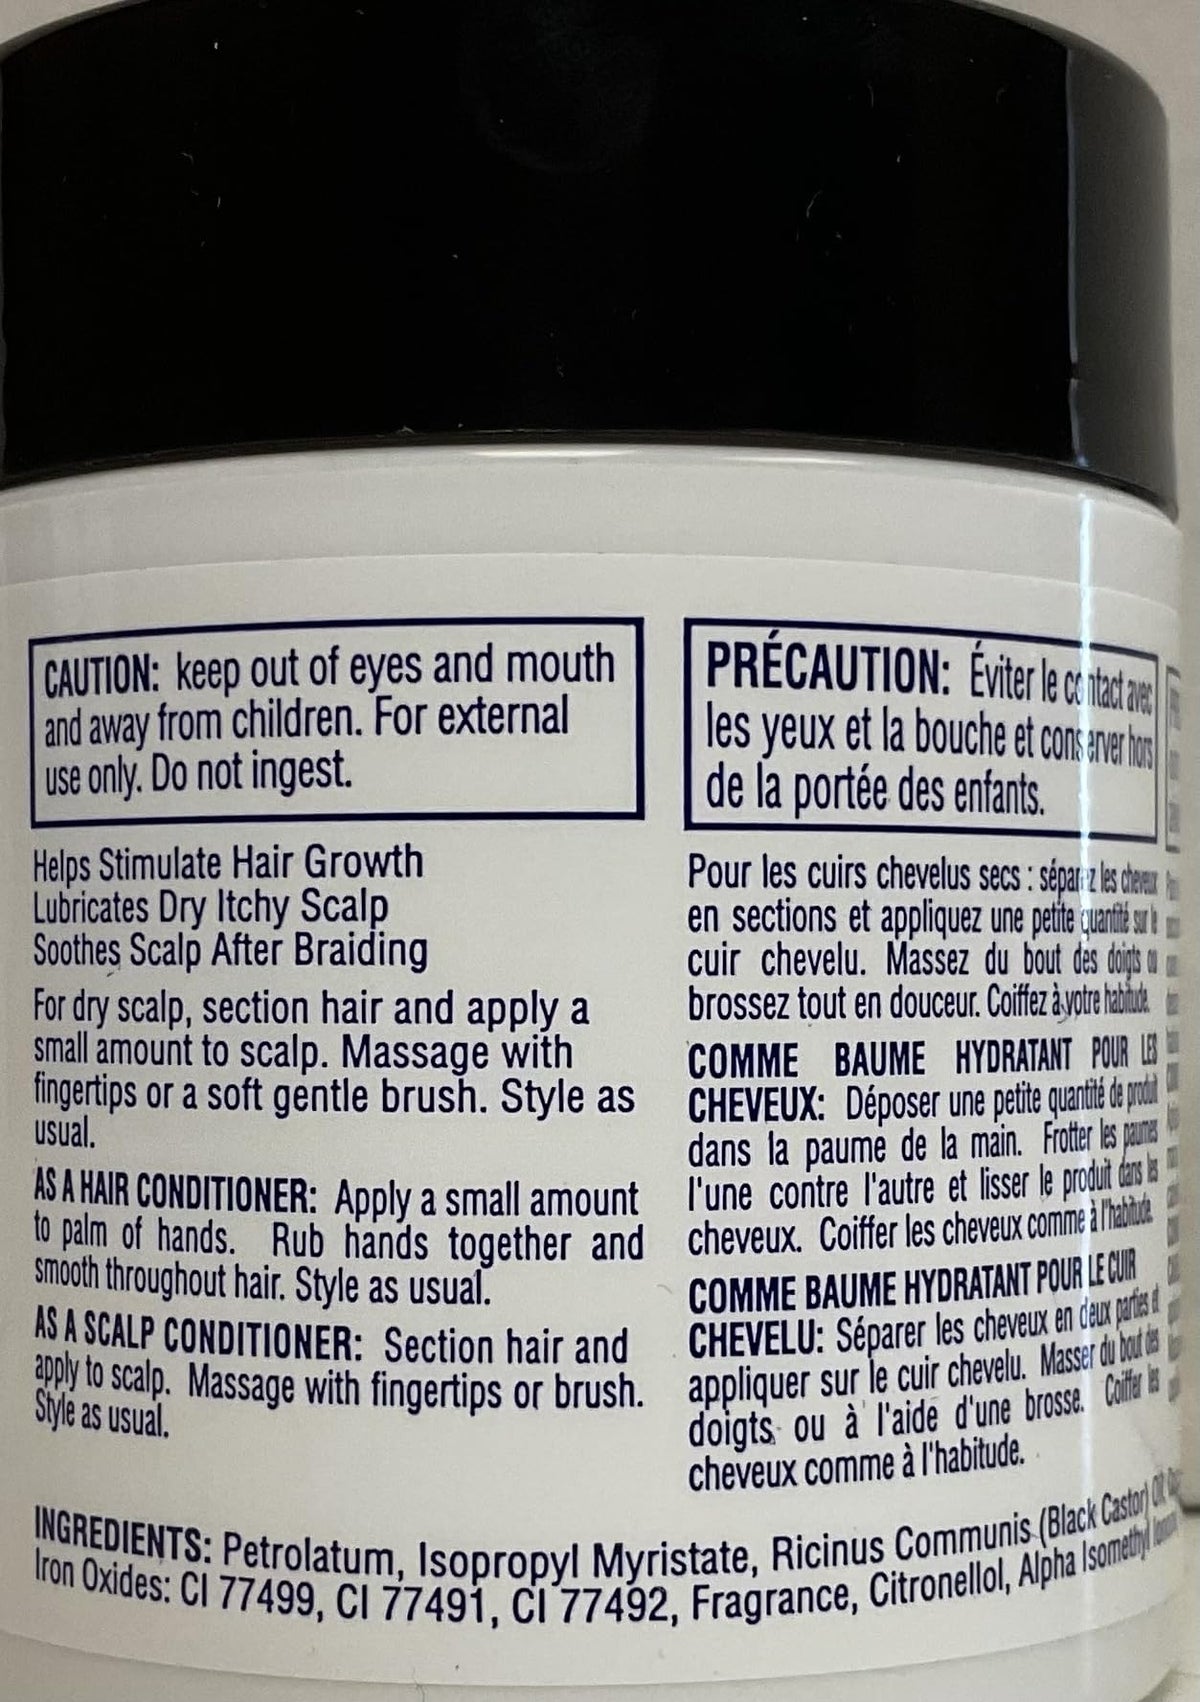 CAUTION: keep out of eyes and mouth
and away from children. For external
use only. Do not ingest.
Helps Stimulate Hair Growth
Lubricates Dry Itchy Scalp
Soothes Scalp After Braiding
For dry scalp, section hair and apply a
small amount to scalp. Massage with
fingertips or a soft gentle brush. Style as
usual.
AS A HAIR CONDITIONER: Apply a small amount
to palm of hands. Rub hands together and
smooth throughout hair. Style as usual.
AS A SCALP CONDITIONER: Section hair and
apply to scalp. Massage with fingertips or brush.
Style as usual.
PRÉCAUTION: Éviter le contact avec
les yeux et la bouche et conserver hors
de la portée des enfants.
Pour les cuirs chevelus secs : séparez les cheveux
en sections et appliquez une petite quantité sur le
cuir chevelu. Massez du bout des doigts ou
brossez tout en douceur. Coiffez à votre habitude.
COMME BAUME HYDRATANT POUR LES
CHEVEUX: Déposer une petite quantité de produit
dans la paume de la main. Frotter les paumes
l'une contre l'autre et lisser le produit dans les
cheveux. Coiffer les cheveux comme à l'habitude.
COMME BAUME HYDRATANT POUR LE CUIR
CHEVELU: Séparer les cheveux en deux parties et
appliquer sur le cuir chevelu. Masser du bout des
doigts ou à l'aide d'une brosse. Coiffer les
cheveux comme à l'habitude.
INGREDIENTS: Petrolatum, Isopropyl Myristate, Ricinus Communis (Black Castor) Oil,
Iron Oxides: CI 77499, CI 77491, CI 77492, Fragrance, Citronellol, Alpha Isomethyl